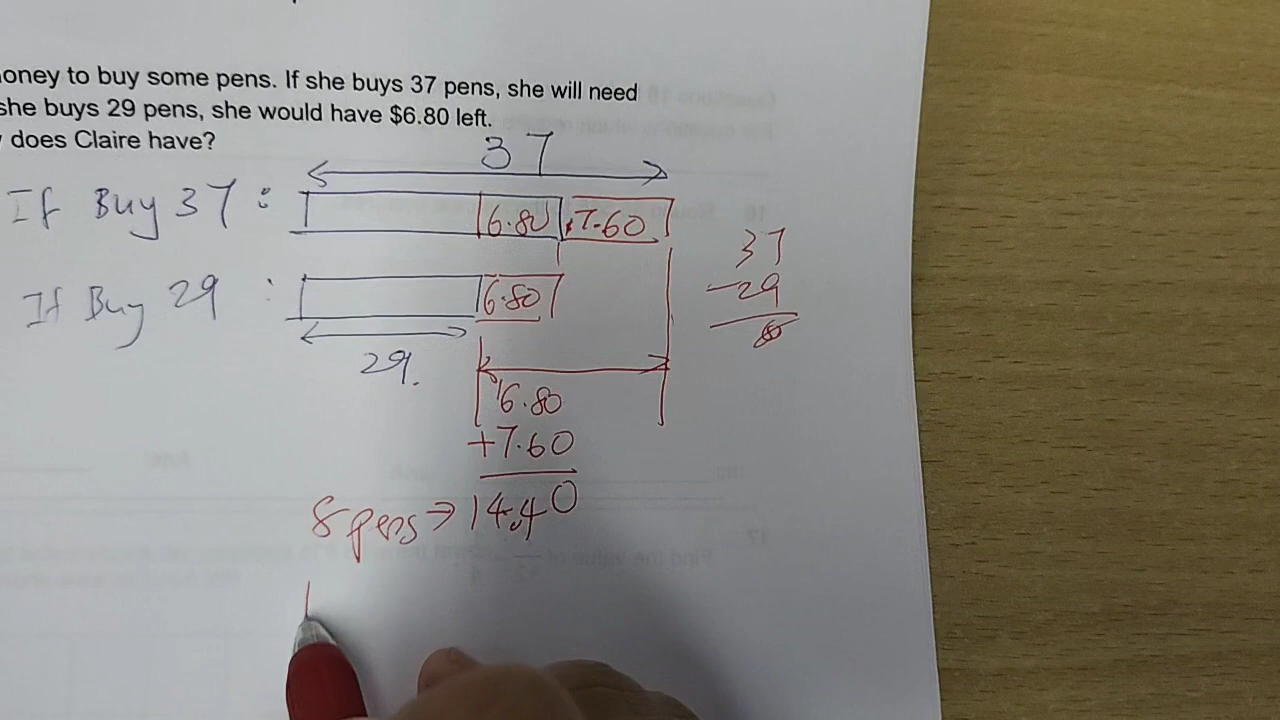 oney to buy some pens. If she buys 37 pens, she will need
she buys 29 pens, she would have $6.80 left.
does Claire have?
37
If Buy 37 : 6.80 7.60
37
-29
8
If Buy 29 : 6.80
29.
6.80
+7.60
8 pens → 14.40